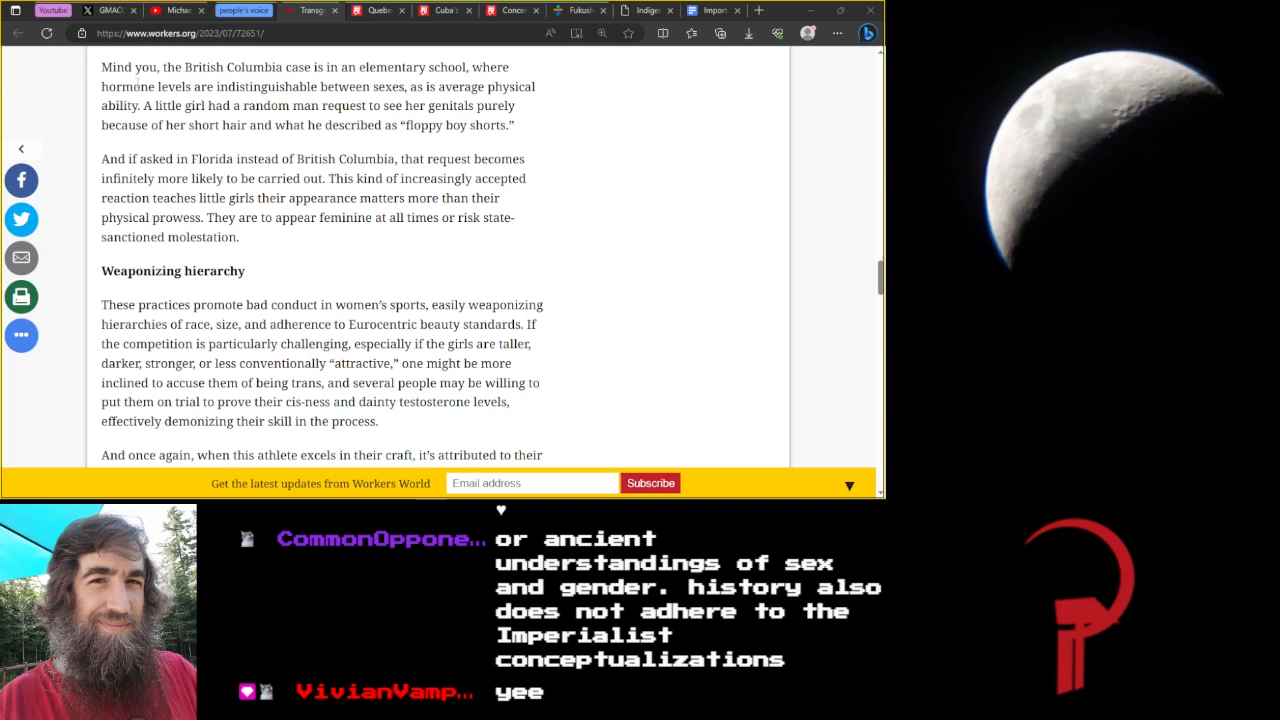 Youtube
GMAC
Michae
people's voice
Transg
Quebe
Cuba's
Concer
Fukush
Indiger
Import
https://www.workers.org/2023/07/72651/
Mind you, the British Columbia case is in an elementary school, where
hormone levels are indistinguishable between sexes, as is average physical
ability. A little girl had a random man request to see her genitals purely
because of her short hair and what he described as “floppy boy shorts.”
And if asked in Florida instead of British Columbia, that request becomes
infinitely more likely to be carried out. This kind of increasingly accepted
reaction teaches little girls their appearance matters more than their
physical prowess. They are to appear feminine at all times or risk state-
sanctioned molestation.
Weaponizing hierarchy
These practices promote bad conduct in women’s sports, easily weaponizing
hierarchies of race, size, and adherence to Eurocentric beauty standards. If
the competition is particularly challenging, especially if the girls are taller,
darker, stronger, or less conventionally “attractive,” one might be more
inclined to accuse them of being trans, and several people may be willing to
put them on trial to prove their cis-ness and dainty testosterone levels,
effectively demonizing their skill in the process.
And once again, when this athlete excels in their craft, it’s attributed to their
Get the latest updates from Workers World
Email address
Subscribe
CommonOppone...
or ancient
understandings of sex
and gender. history also
does not adhere to the
Imperialist
conceptualizations
VivianVamp...
yee